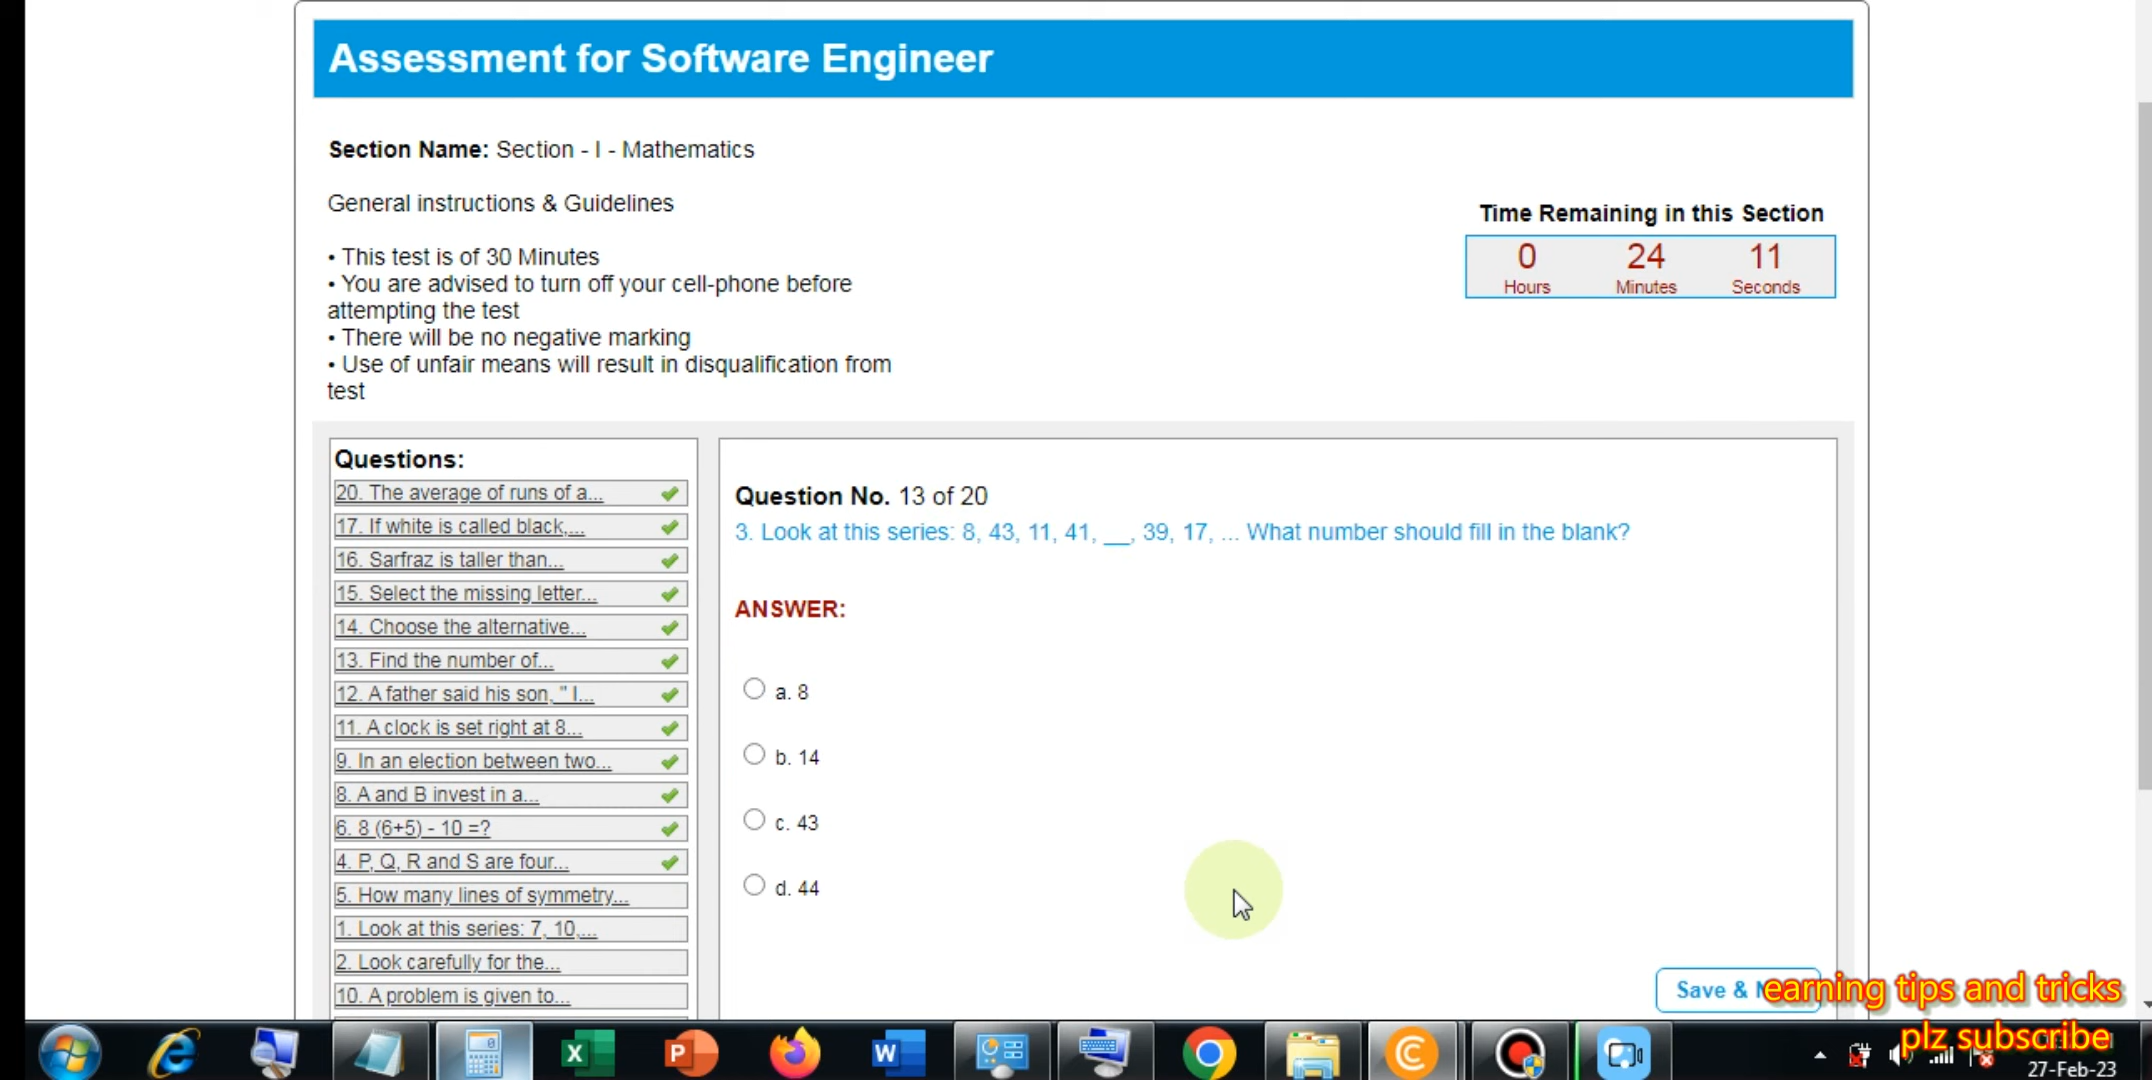 Assessment for Software Engineer
Section Name: Section - I - Mathematics
General instructions & Guidelines
• This test is of 30 Minutes
• You are advised to turn off your cell-phone before
attempting the test
• There will be no negative marking
• Use of unfair means will result in disqualification from
test
Time Remaining in this Section
0 24 11
Hours Minutes Seconds
Questions:
20. The average of runs of a...
17. If white is called black,...
16. Sarfraz is taller than...
15. Select the missing letter...
14. Choose the alternative...
13. Find the number of...
12. A father said his son, " I...
11. A clock is set right at 8...
9. In an election between two...
8. A and B invest in a...
6. 8 (6+5) - 10 =?
4. P, Q, R and S are four...
5. How many lines of symmetry...
1. Look at this series: 7, 10,...
2. Look carefully for the...
10. A problem is given to...
Question No. 13 of 20
3. Look at this series: 8, 43, 11, 41, __, 39, 17, ... What number should fill in the blank?
ANSWER:
a. 8
b. 14
c. 43
d. 44
Save &
earning tips and tricks
plz subscribe
27-Feb-23